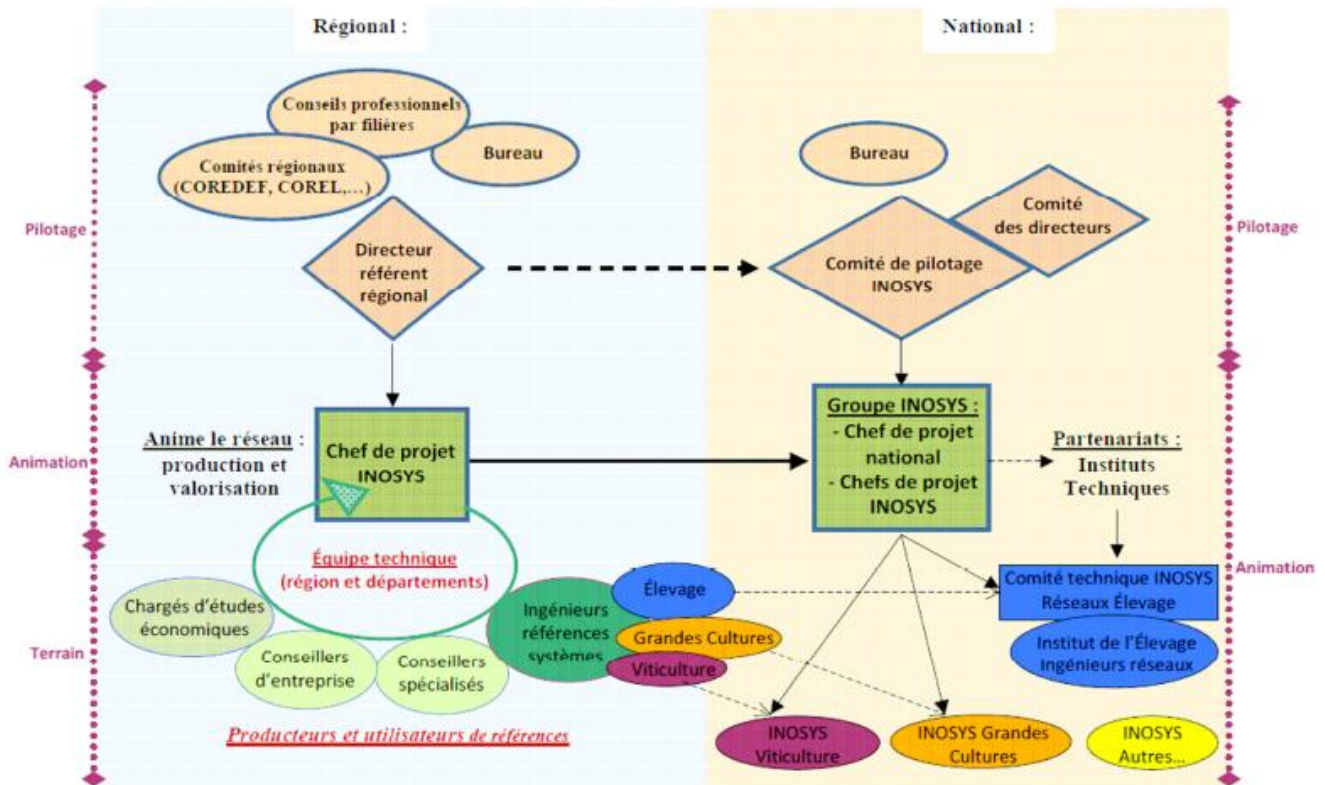 Régional :
National :
Conseils professionnels
par filières
Bureau
Comités régionaux
(COREDEF, COREL,...)
Bureau
Comité
des directeurs
Pilotage
Pilotage
Directeur
référent
régional
Comité de pilotage
INOSYS
Anime le réseau :
production et
valorisation
Chef de projet
INOSYS
Groupe INOSYS :
- Chef de projet
national
- Chefs de projet
INOSYS
Partenariats :
Instituts
Techniques
Animation
Animation
Équipe technique
(région et départements)
Chargés d'études
économiques
Conseillers
d'entreprise
Conseillers
spécialisés
Ingénieurs
références
systèmes
Élevage
Grandes Cultures
Viticulture
Comité technique INOSYS
Réseaux Élevage
Institut de l'Élevage
Ingénieurs réseaux
Terrain
Producteurs et utilisateurs de références
INOSYS
Viticulture
INOSYS Grandes
Cultures
INOSYS
Autres...